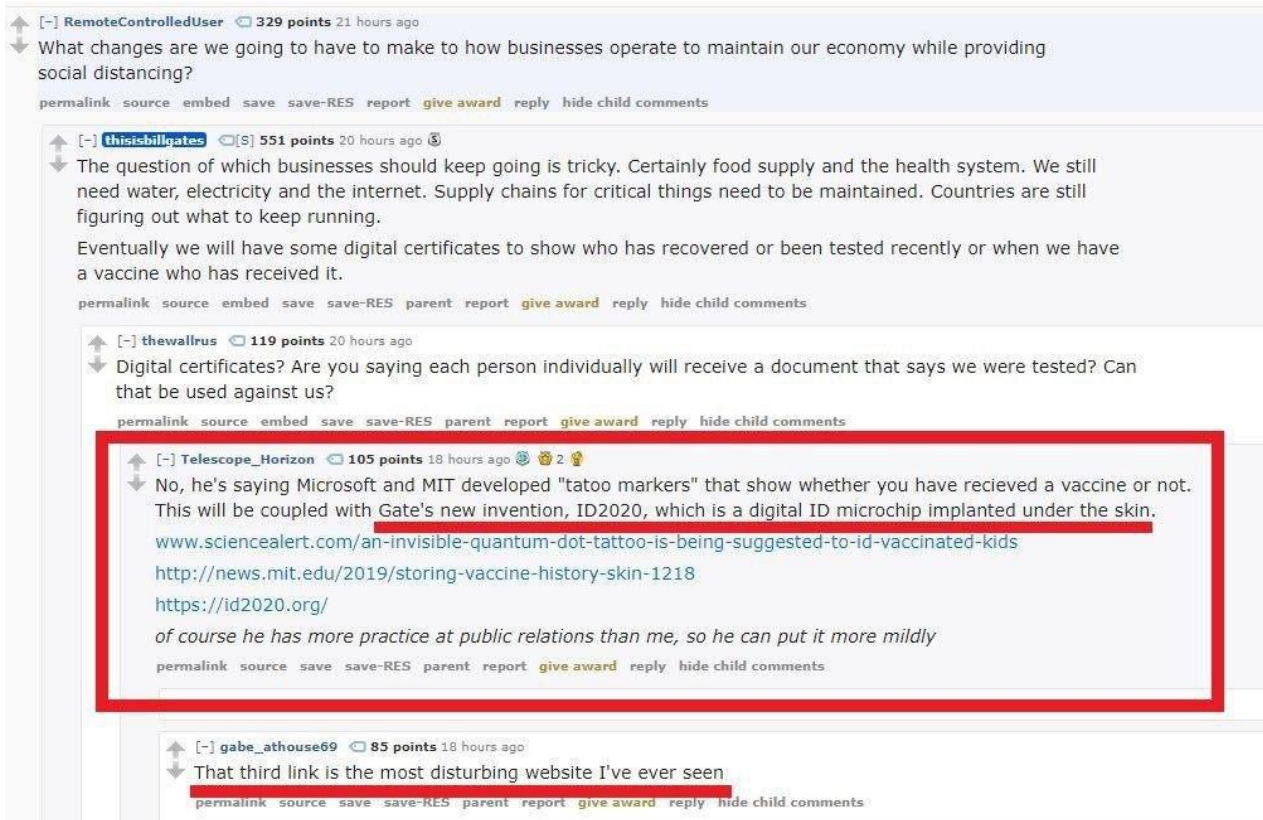 [-] RemoteControlledUser 329 points 21 hours ago
What changes are we going to have to make to how businesses operate to maintain our economy while providing
social distancing?
permalink source embed save save-RES report give award reply hide child comments
[-] thisisbillgates [S] 551 points 20 hours ago
The question of which businesses should keep going is tricky. Certainly food supply and the health system. We still
need water, electricity and the internet. Supply chains for critical things need to be maintained. Countries are still
figuring out what to keep running.
Eventually we will have some digital certificates to show who has recovered or been tested recently or when we have
a vaccine who has received it.
permalink source embed save save-RES parent report give award reply hide child comments
[-] thewallrus 119 points 20 hours ago
Digital certificates? Are you saying each person individually will receive a document that says we were tested? Can
that be used against us?
permalink source embed save save-RES parent report give award reply hide child comments
[-] Telescope_Horizon 105 points 18 hours ago 2
No, he's saying Microsoft and MIT developed "tatoo markers" that show whether you have recieved a vaccine or not.
This will be coupled with Gate's new invention, ID2020, which is a digital ID microchip implanted under the skin.
www.sciencealert.com/an-invisible-quantum-dot-tattoo-is-being-suggested-to-id-vaccinated-kids
http://news.mit.edu/2019/storing-vaccine-history-skin-1218
https://id2020.org/
of course he has more practice at public relations than me, so he can put it more mildly
permalink source save save-RES parent report give award reply hide child comments
[-] gabe_athouse69 85 points 18 hours ago
That third link is the most disturbing website I've ever seen
permalink source save save-RES parent report give award reply hide child comments